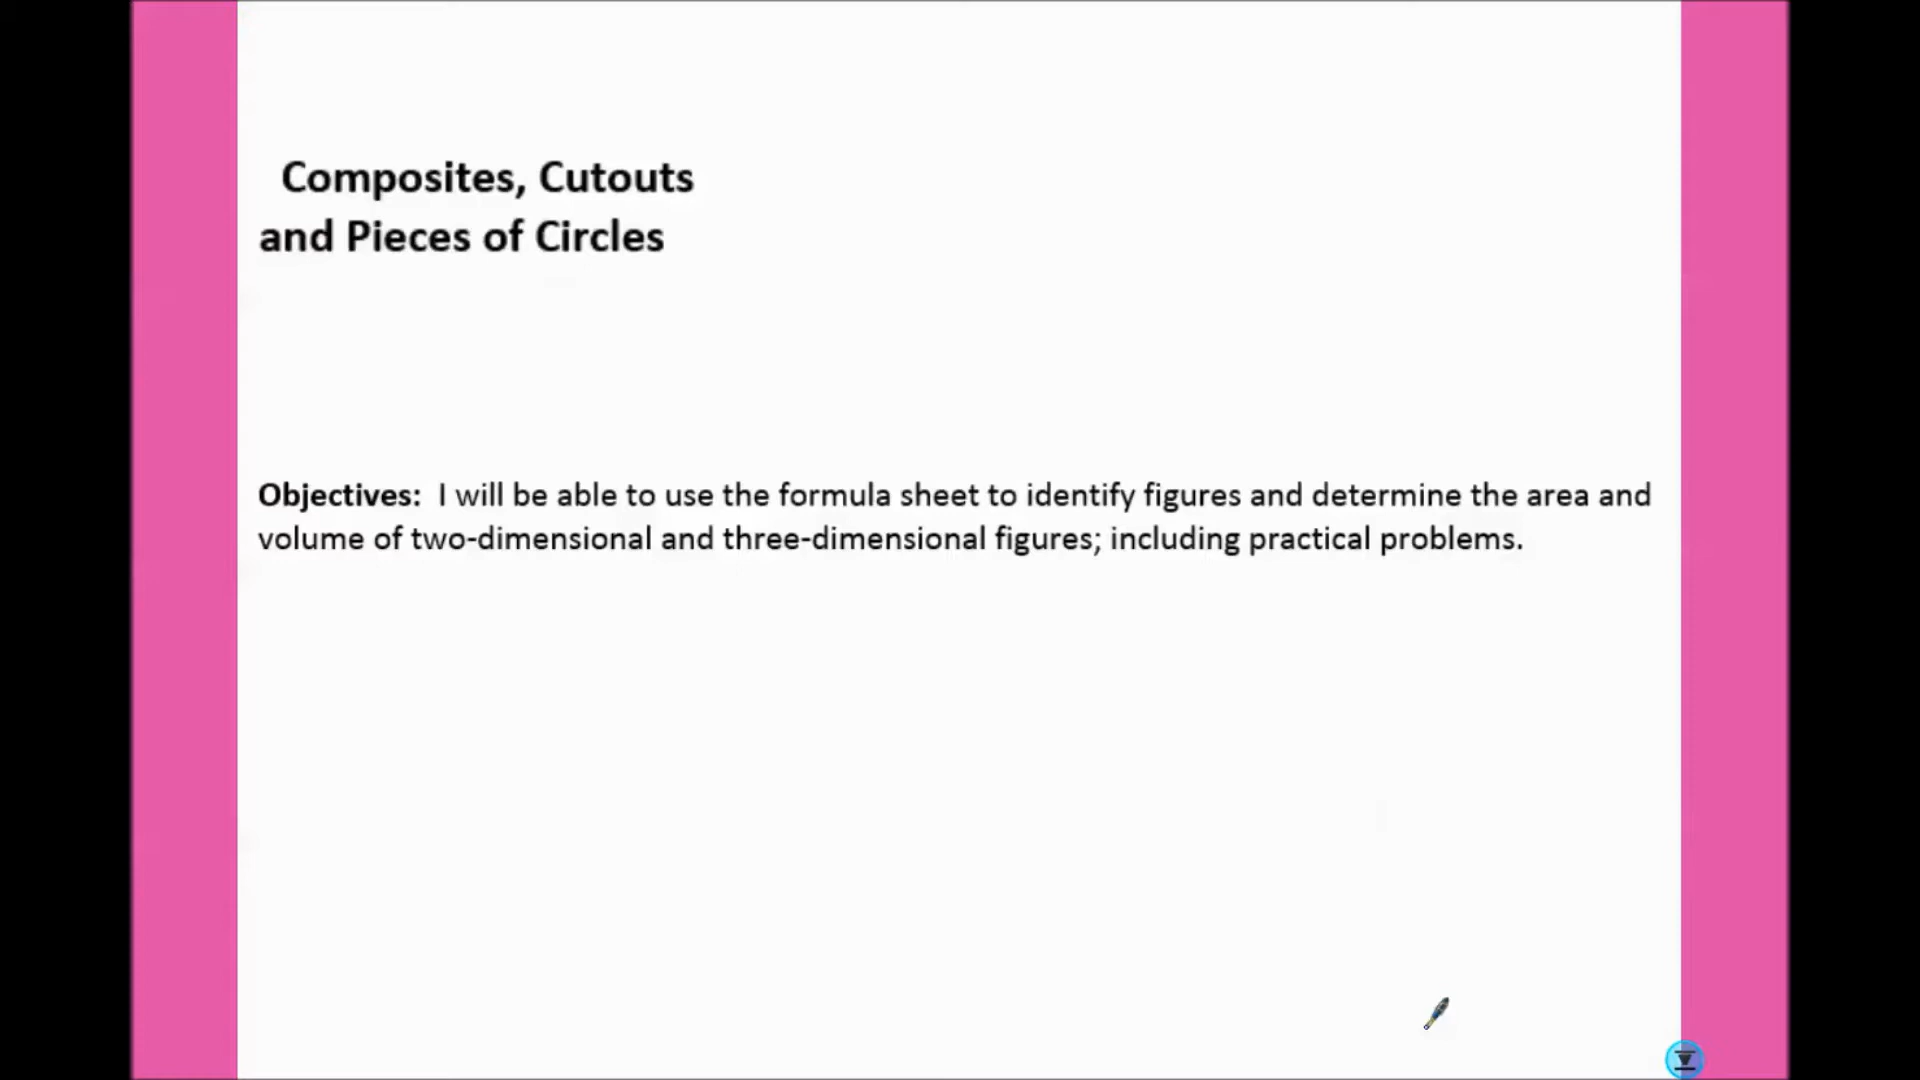 Composites, Cutouts
and Pieces of Circles
Objectives: I will be able to use the formula sheet to identify figures and determine the area and
volume of two-dimensional and three-dimensional figures; including practical problems.